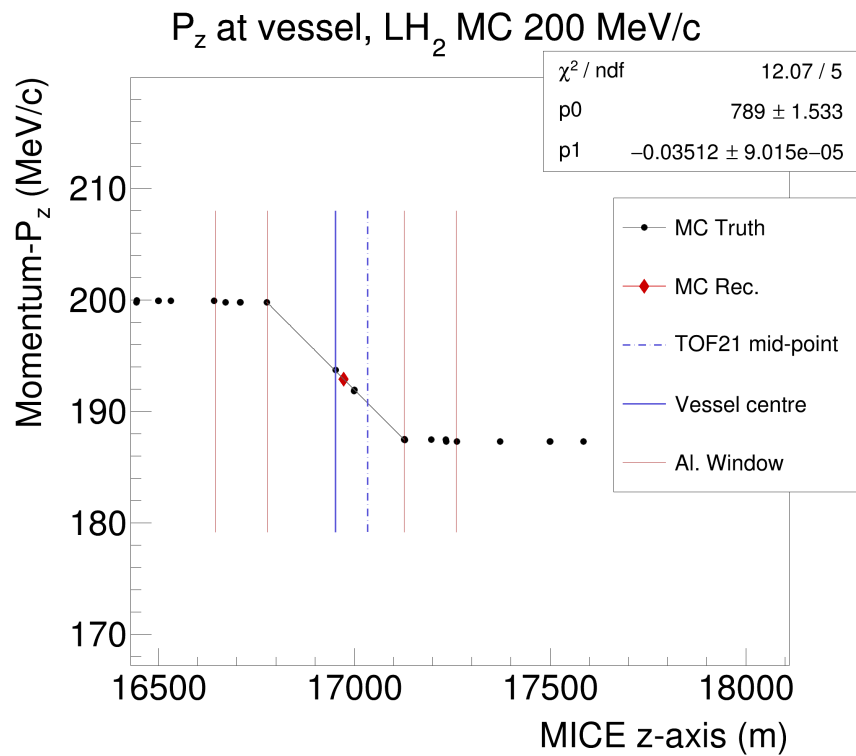 P_z at vessel, LH_2 MC 200 MeV/c
χ² / ndf 12.07 / 5
p0 789 ± 1.533
p1 −0.03512 ± 9.015e−05
Momentum-P_z (MeV/c)
210
200
190
180
170
MC Truth
MC Rec.
TOF21 mid-point
Vessel centre
Al. Window
16500 17000 17500 18000
MICE z-axis (m)